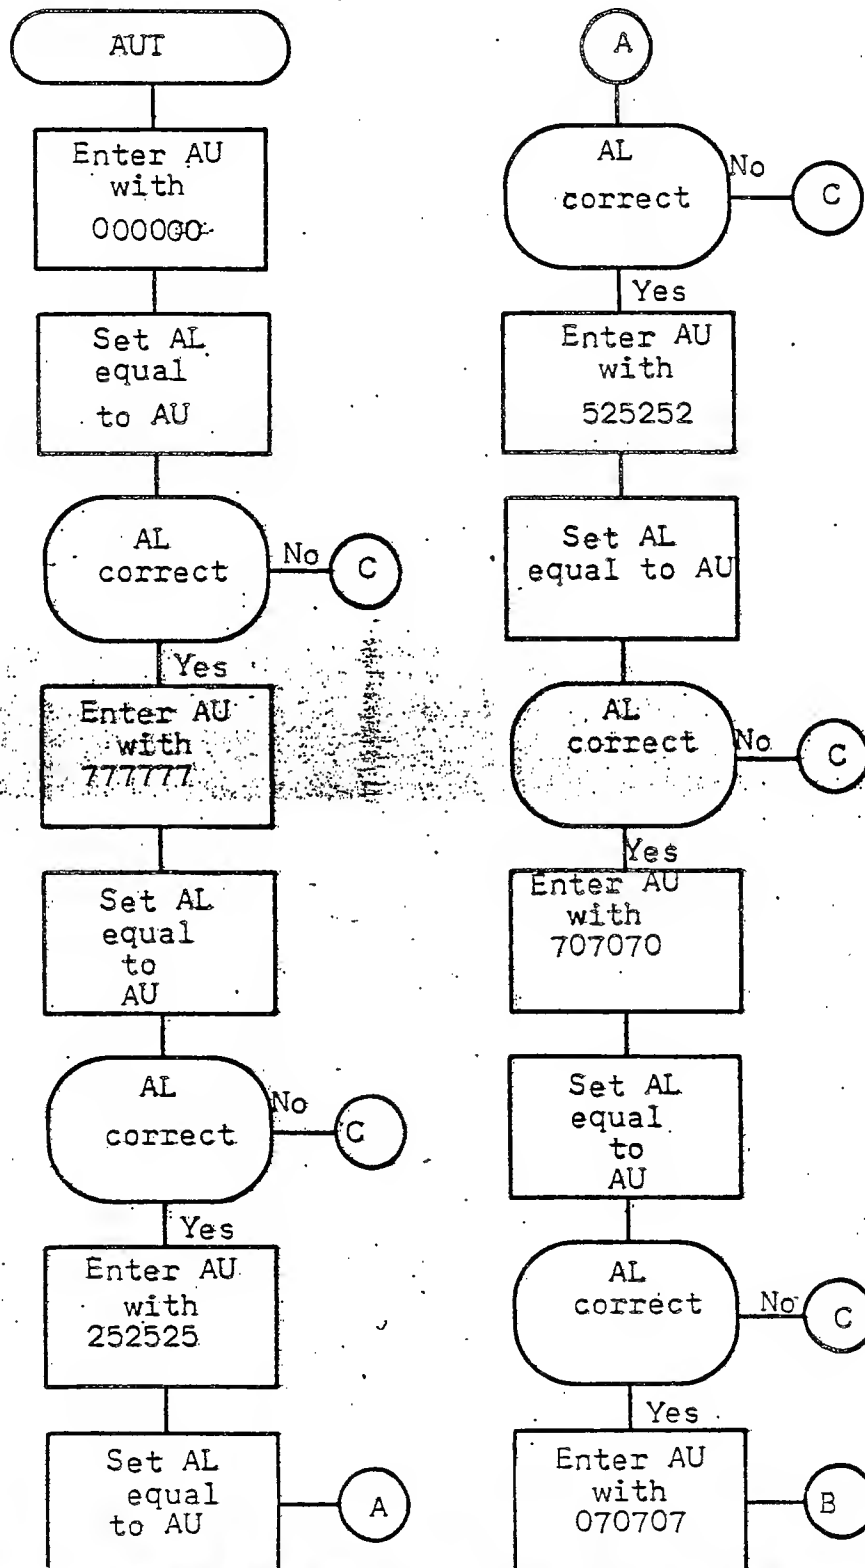 AUT
Enter AU
with
000000
Set AL
equal
to AU
AL
correct
No
C
Yes
Enter AU
with
777777
Set AL
equal
to
AU
AL
correct
No
C
Yes
Enter AU
with
252525
Set AL
equal
to AU
A
A
AL
correct
No
C
Yes
Enter AU
with
525252
Set AL
equal to AU
AL
correct
No
C
Yes
Enter AU
with
707070
Set AL
equal
to
AU
AL
correct
No
C
Yes
Enter AU
with
070707
B